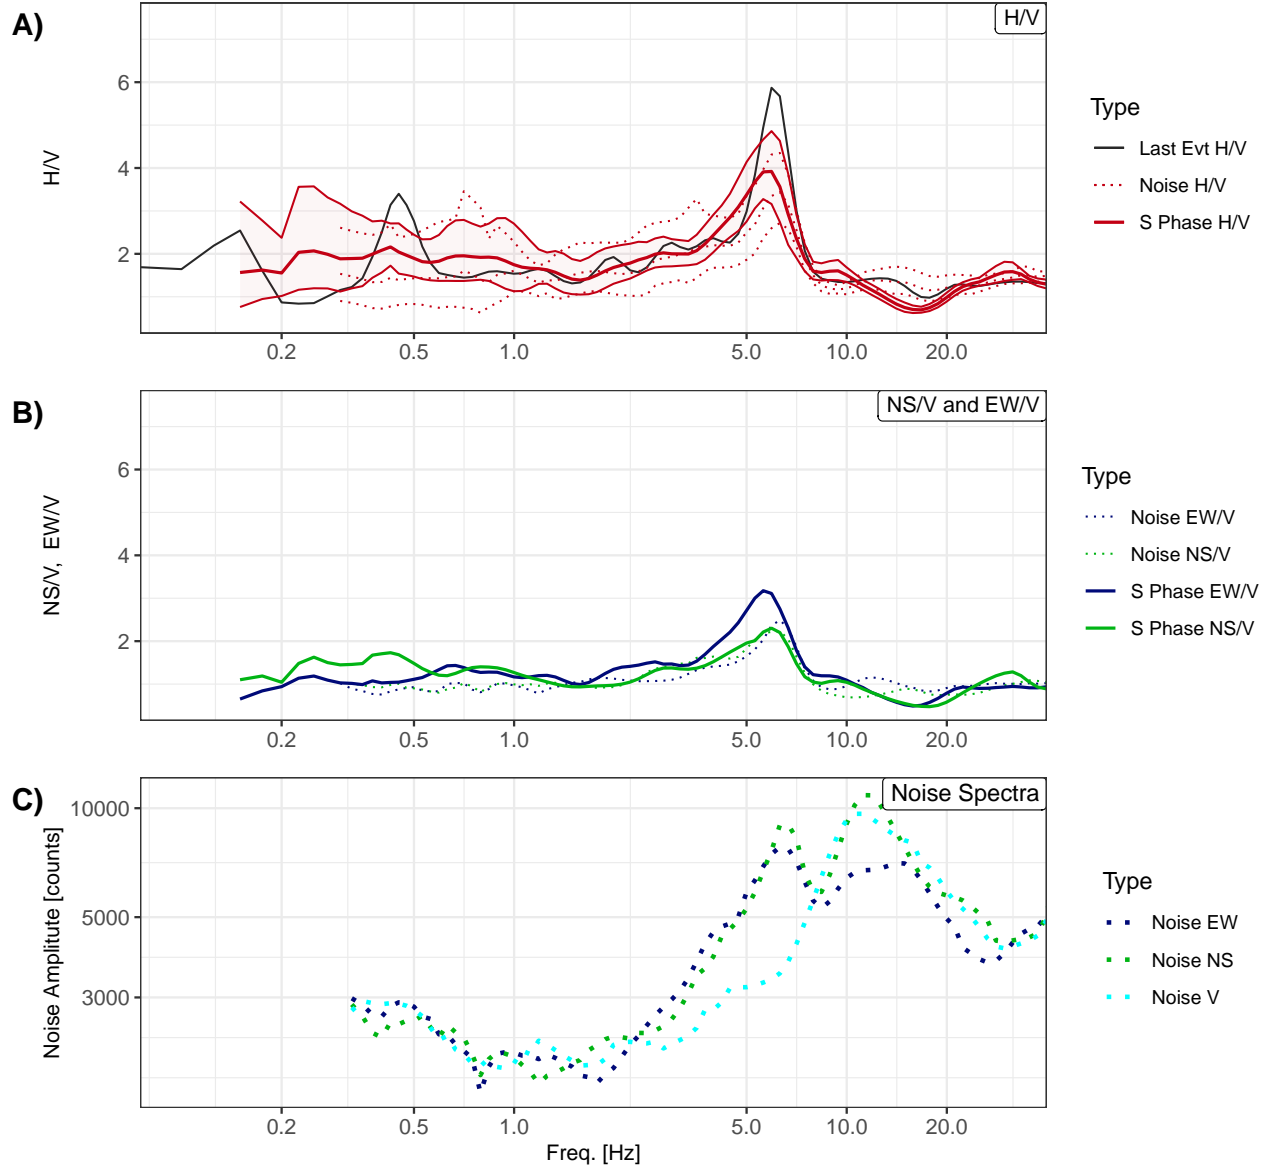 A)
H/V
6
4
2
H/V
0.2 0.5 1.0 5.0 10.0 20.0
Type
Last Evt H/V
Noise H/V
S Phase H/V
B)
NS/V and EW/V
6
4
2
NS/V, EW/V
0.2 0.5 1.0 5.0 10.0 20.0
Type
Noise EW/V
Noise NS/V
S Phase EW/V
S Phase NS/V
C)
Noise Spectra
10000
5000
3000
Noise Amplitute [counts]
0.2 0.5 1.0 5.0 10.0 20.0
Freq. [Hz]
Type
Noise EW
Noise NS
Noise V